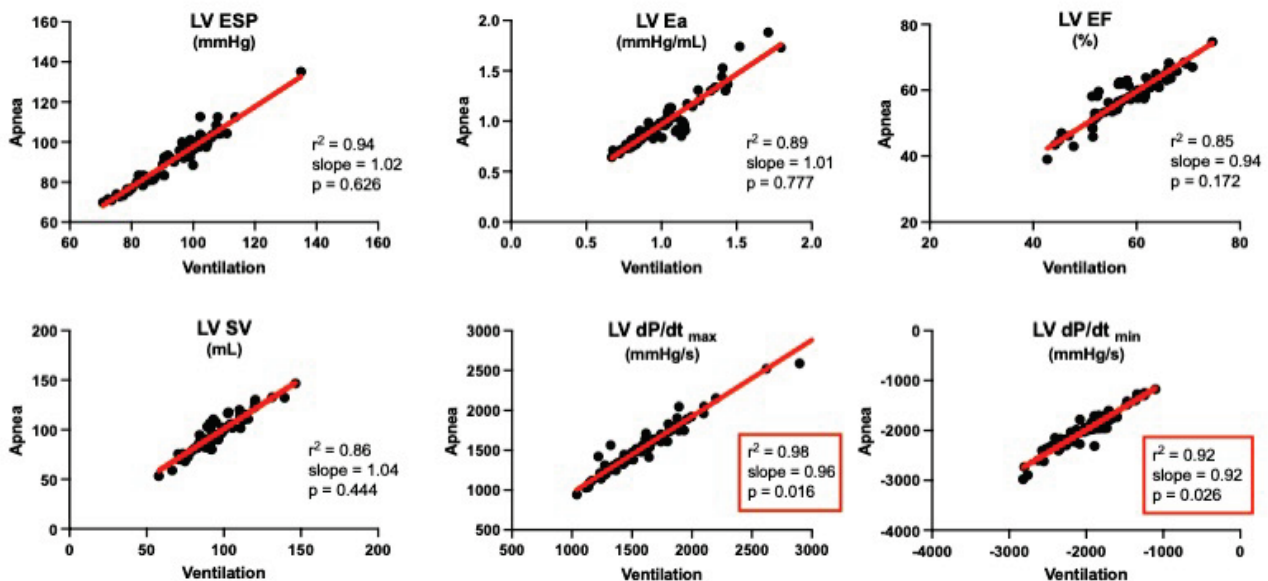 LV ESP
(mmHg)
160
140
120
100
80
60
Apnea
r² = 0.94
slope = 1.02
p = 0.626
60 80 100 120 140 160
Ventilation
LV Ea
(mmHg/mL)
2.0
1.5
1.0
0.5
0.0
Apnea
r² = 0.89
slope = 1.01
p = 0.777
0.0 0.5 1.0 1.5 2.0
Ventilation
LV EF
(%)
80
60
40
20
Apnea
r² = 0.85
slope = 0.94
p = 0.172
20 40 60 80
Ventilation
LV SV
(mL)
200
150
100
50
0
Apnea
r² = 0.86
slope = 1.04
p = 0.444
0 50 100 150 200
Ventilation
LV dP/dt max
(mmHg/s)
3000
2500
2000
1500
1000
500
Apnea
r² = 0.98
slope = 0.96
p = 0.016
500 1000 1500 2000 2500 3000
Ventilation
LV dP/dt min
(mmHg/s)
0
-1000
-2000
-3000
-4000
Apnea
r² = 0.92
slope = 0.92
p = 0.026
-4000 -3000 -2000 -1000 0
Ventilation